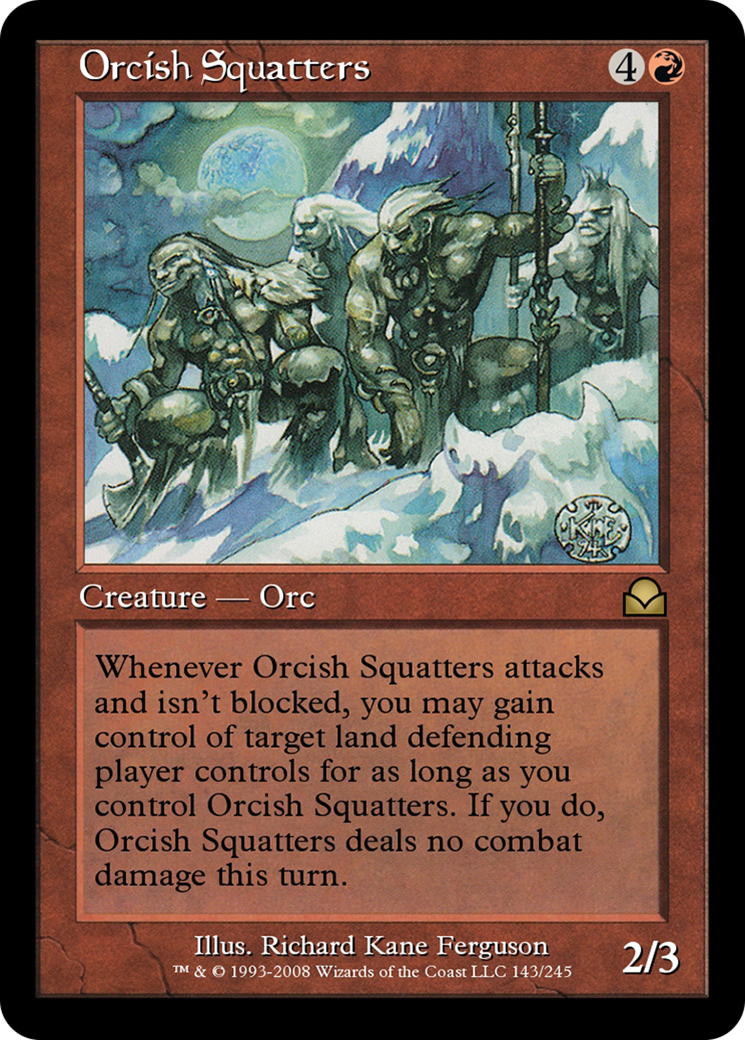 Orcish Squatters
4
KANE
94
Creature — Orc
Whenever Orcish Squatters attacks
and isn't blocked, you may gain
control of target land defending
player controls for as long as you
control Orcish Squatters. If you do,
Orcish Squatters deals no combat
damage this turn.
Illus. Richard Kane Ferguson
™ & © 1993-2008 Wizards of the Coast LLC 143/245
2/3